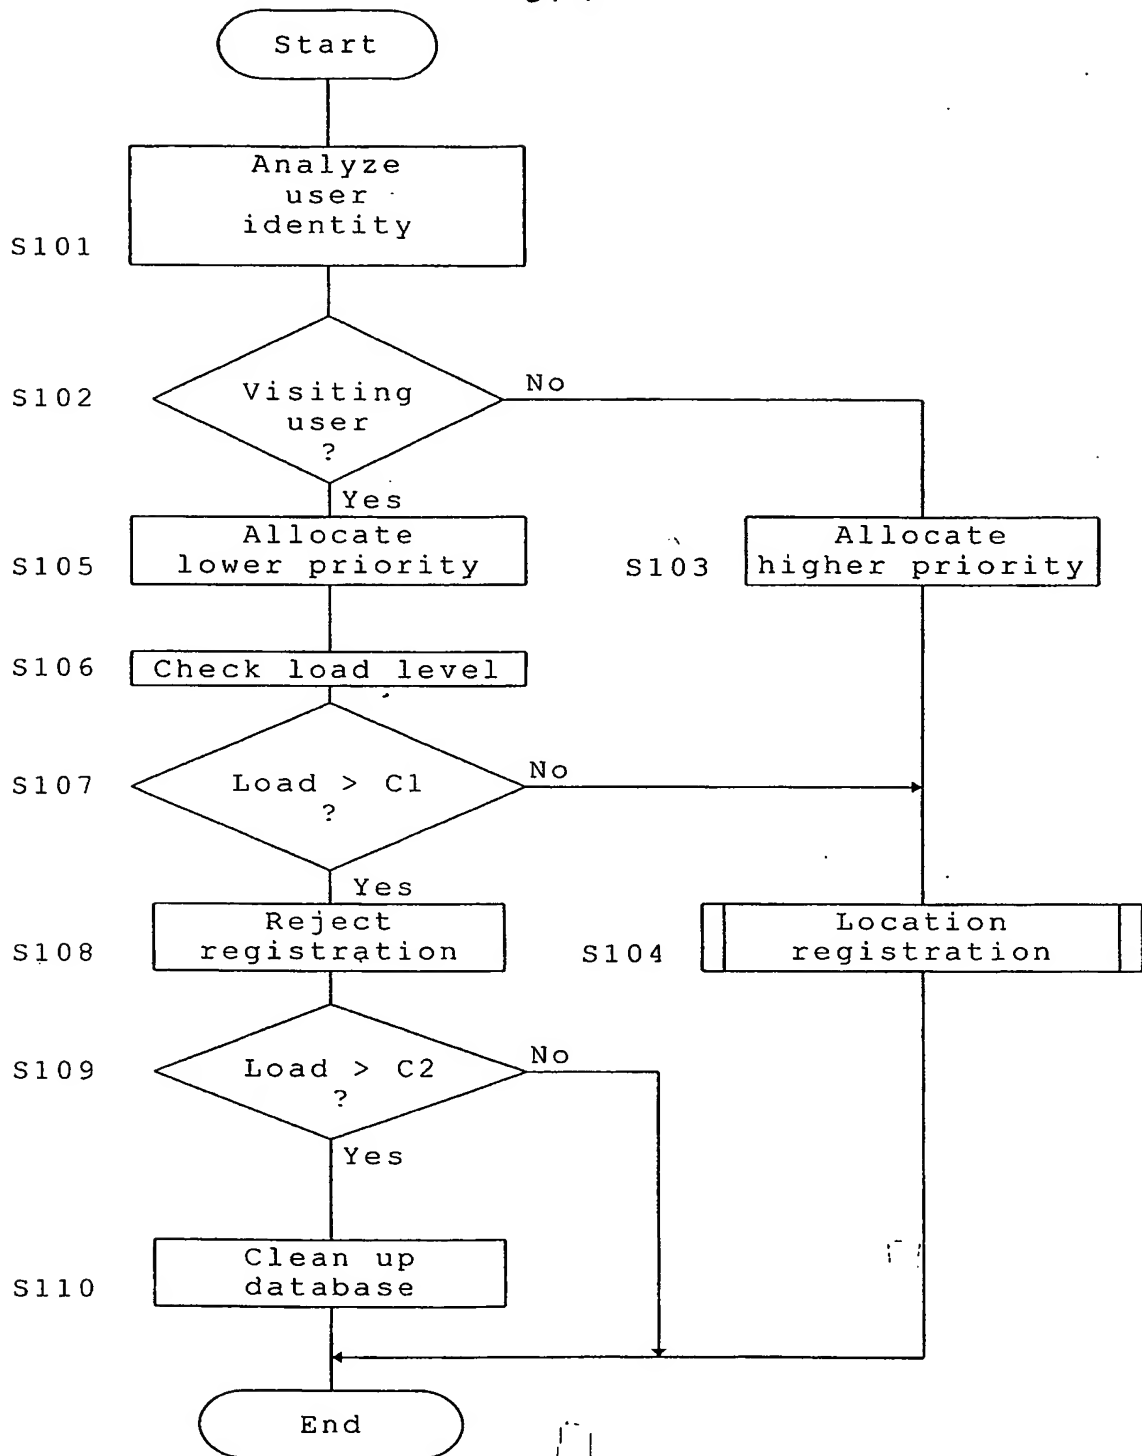 Start
Analyze
user
identity
S101
S102
Visiting
user
?
No
Yes
S105
Allocate
lower priority
S103
Allocate
higher priority
S106
Check load level
S107
Load > C1
?
No
Yes
S108
Reject
registration
S104
Location
registration
S109
Load > C2
?
No
Yes
S110
Clean up
database
End